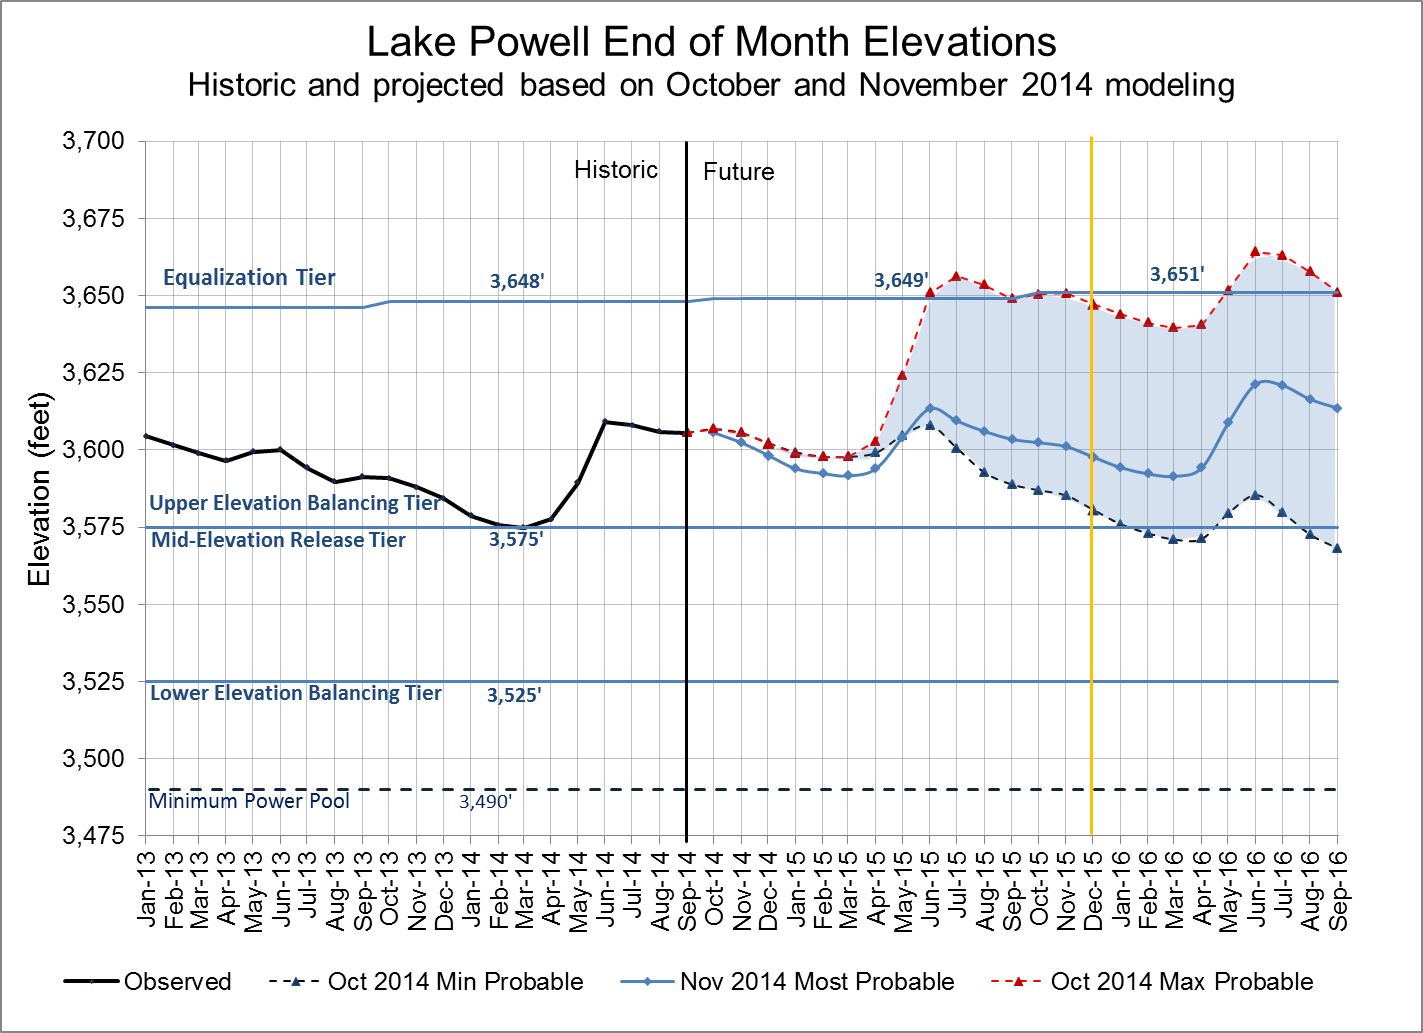 Lake Powell End of Month Elevations
Historic and projected based on October and November 2014 modeling
Elevation (feet)
3,700
3,675
3,650
3,625
3,600
3,575
3,550
3,525
3,500
3,475
Historic Future
Equalization Tier 3,648' 3,649' 3,651'
Upper Elevation Balancing Tier
Mid-Elevation Release Tier 3,575'
Lower Elevation Balancing Tier 3,525'
Minimum Power Pool 3,490'
Jan-13
Feb-13
Mar-13
Apr-13
May-13
Jun-13
Jul-13
Aug-13
Sep-13
Oct-13
Nov-13
Dec-13
Jan-14
Feb-14
Mar-14
Apr-14
May-14
Jun-14
Jul-14
Aug-14
Sep-14
Oct-14
Nov-14
Dec-14
Jan-15
Feb-15
Mar-15
Apr-15
May-15
Jun-15
Jul-15
Aug-15
Sep-15
Oct-15
Nov-15
Dec-15
Jan-16
Feb-16
Mar-16
Apr-16
May-16
Jun-16
Jul-16
Aug-16
Sep-16
Observed Oct 2014 Min Probable Nov 2014 Most Probable Oct 2014 Max Probable